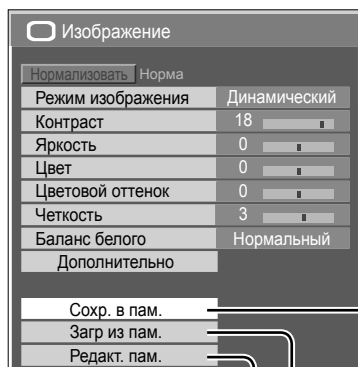 Изображение
Нормализовать Норма
Режим изображения Динамический
Контраст 18
Яркость 0
Цвет 0
Цветовой оттенок 0
Четкость 3
Баланс белого Нормальный
Дополнительно
Сохр. в пам.
Загр из пам.
Редакт. пам.